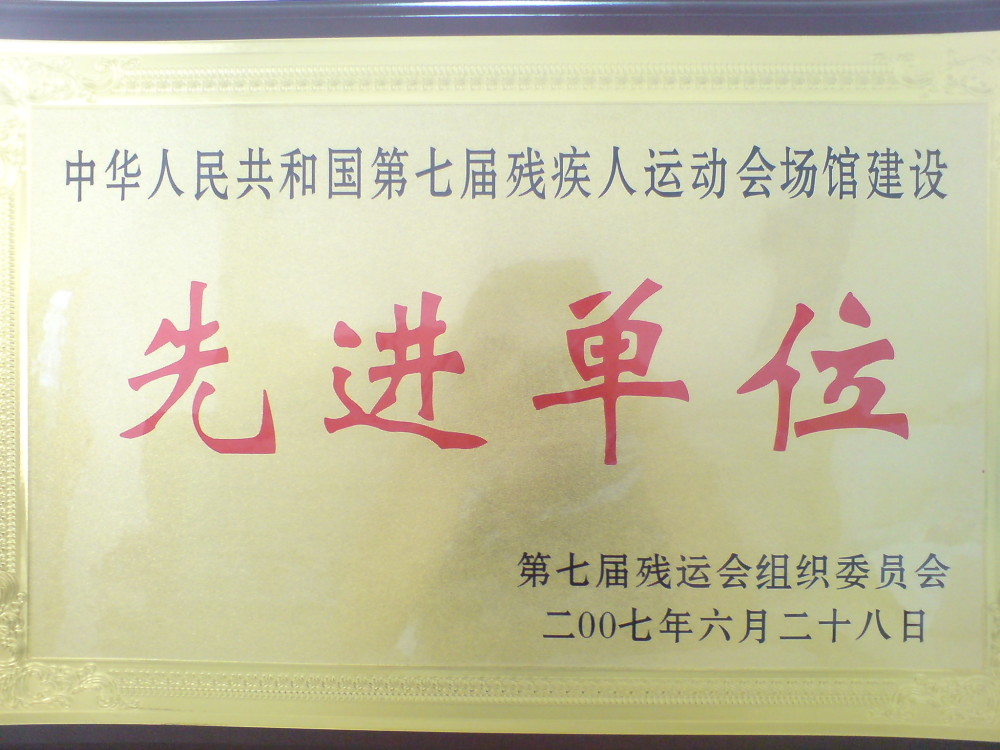 中华人民共和国第七届残疾人运动会场馆建设
先进单位
第七届残运会组织委员会
二00七年六月二十八日